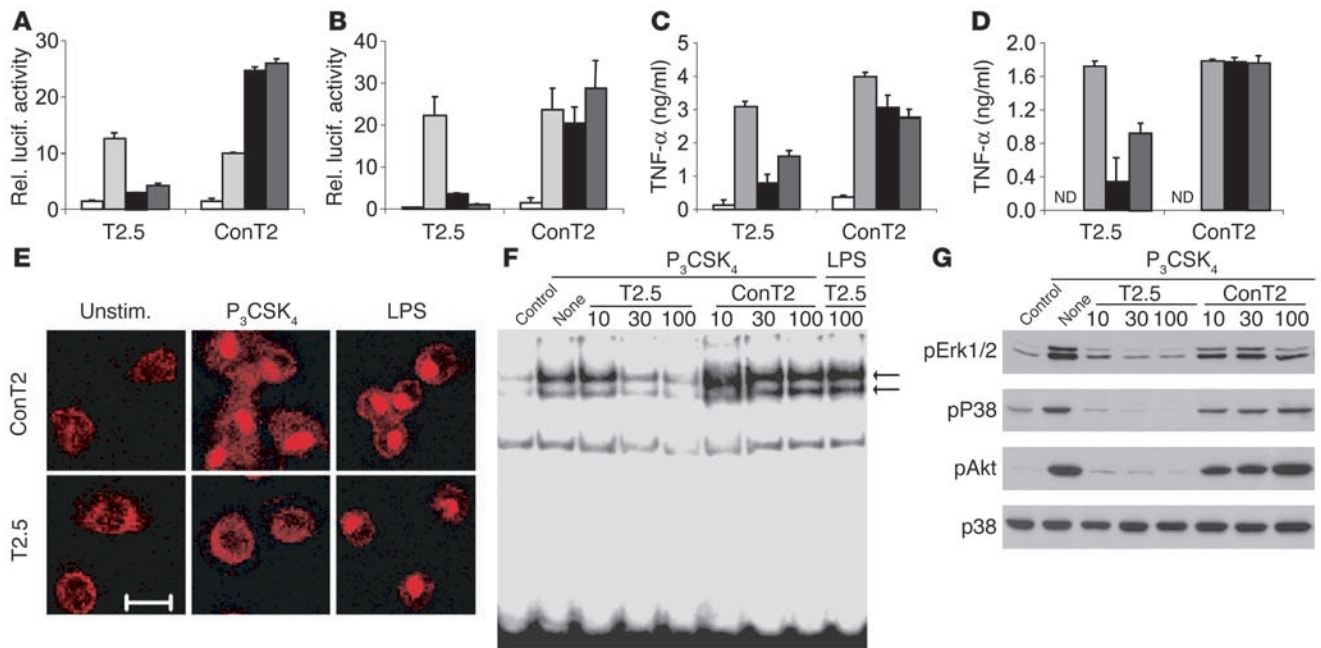 A
Rel. lucif. activity
30
20
10
0
T2.5 ConT2
B
Rel. lucif. activity
40
30
20
10
0
T2.5 ConT2
C
TNF-α (ng/ml)
5
4
3
2
1
0
T2.5 ConT2
D
TNF-α (ng/ml)
2.0
1.6
1.2
0.8
0.4
0.0
ND ND
T2.5 ConT2
E
Unstim. P₃CSK₄ LPS
ConT2
T2.5
F
P₃CSK₄ LPS
Control None T2.5 ConT2 T2.5
10 30 100 10 30 100 100
G
P₃CSK₄
Control None T2.5 ConT2
10 30 100 10 30 100
pErk1/2
pP38
pAkt
p38